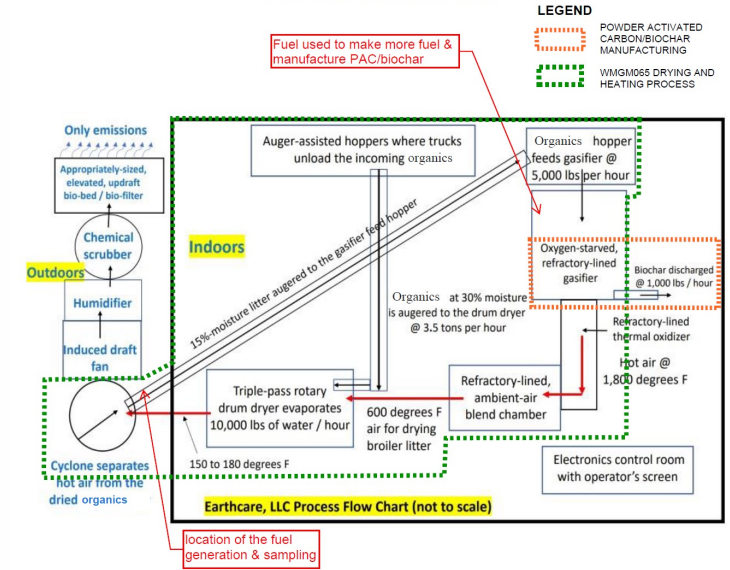 LEGEND
POWDER ACTIVATED
CARBON/BIOCHAR
MANUFACTURING
WMGM065 DRYING AND
HEATING PROCESS
Fuel used to make more fuel &
manufacture PAC/biochar
Only emissions
Appropriately-sized,
elevated, updraft
bio-bed / bio-filter
Chemical
scrubber
Outdoors
Humidifier
Induced draft
fan
Cyclone separates
hot air from the
dried organics
Indoors
Auger-assisted hoppers where trucks
unload the incoming organics
Organics hopper
feeds gasifier @
5,000 lbs per hour
15%-moisture litter augered to the gasifier feed hopper
Oxygen-starved,
refractory-lined
gasifier
Biochar discharged
@ 1,000 lbs / hour
Organics at 30% moisture
is augered to the drum dryer
@ 3.5 tons per hour
Refractory-lined
thermal oxidizer
Hot air @
1,800 degrees F
Triple-pass rotary
drum dryer evaporates
10,000 lbs of water / hour
Refractory-lined,
ambient-air
blend chamber
600 degrees F
air for drying
broiler litter
150 to 180 degrees F
Electronics control room
with operator's screen
Earthcare, LLC Process Flow Chart (not to scale)
location of the fuel
generation & sampling